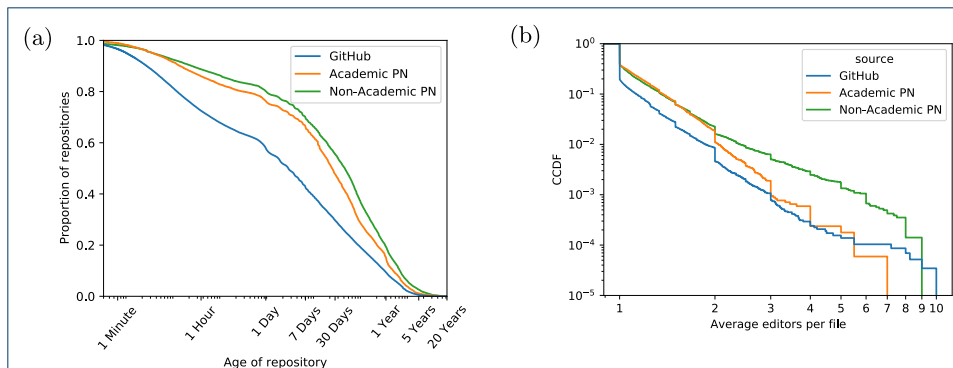 (a)
1.0
0.8
0.6
0.4
0.2
0.0
Proportion of repositories
GitHub
Academic PN
Non-Academic PN
1 Minute
1 Hour
1 Day
7 Days
30 Days
1 Year
5 Years
20 Years
Age of repository
(b)
10⁰
10⁻¹
10⁻²
10⁻³
10⁻⁴
10⁻⁵
CCDF
source
GitHub
Academic PN
Non-Academic PN
1 2 3 4 5 6 7 8 9 10
Average editors per file